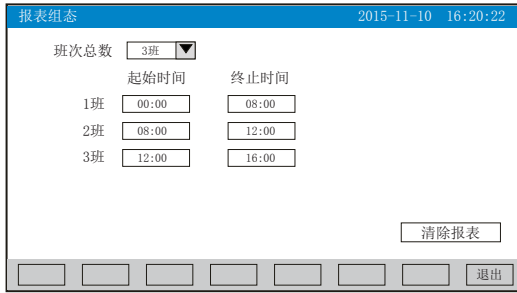 报表组态 2015-11-10 16:20:22
班次总数 3班
起始时间 终止时间
1班 00:00 08:00
2班 08:00 12:00
3班 12:00 16:00
清除报表
退出